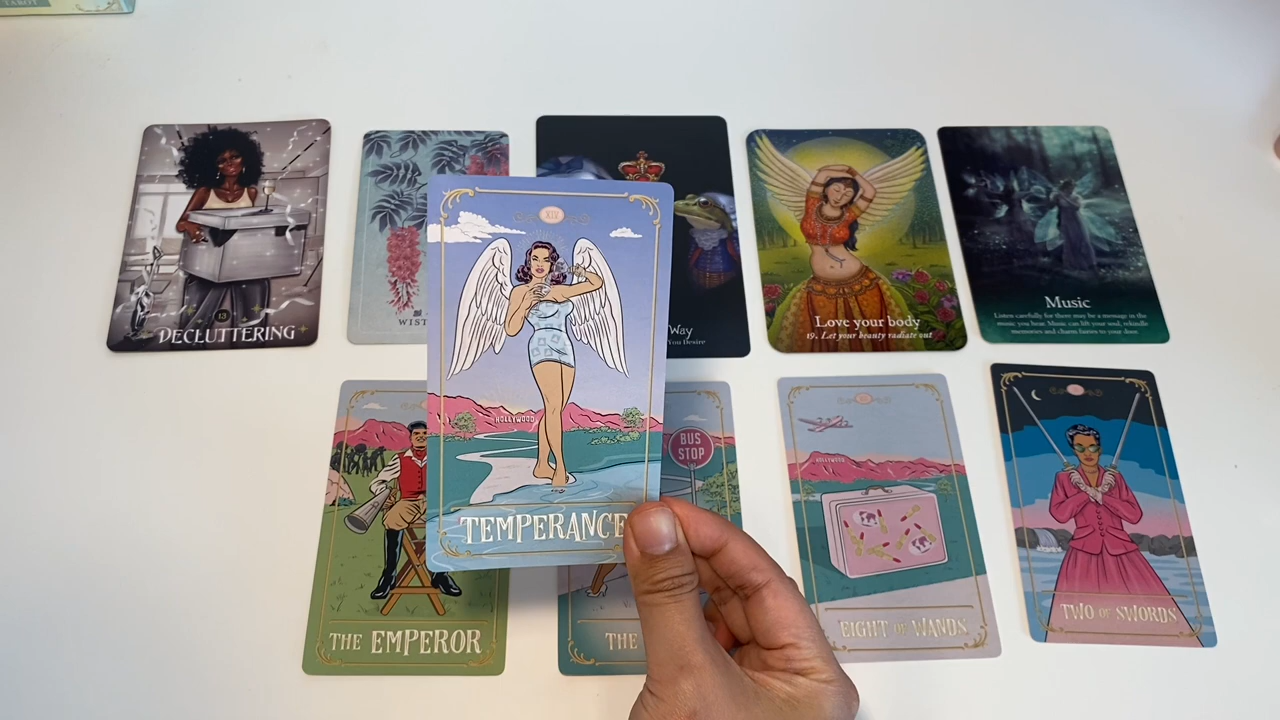 TAROT
13
DECLUTTERING
WIST
Way
You Desire
Love your body
19. Let your beauty radiate out
Music
Listen carefully for there may be a message in the
music you hear. Music can lift your soul, rekindle
memories and charm fairies to your door.
XIV
HOLLYWOOD
TEMPERANCE
THE EMPEROR
BUS
STOP
THE
HOLLYWOOD
EIGHT OF WANDS
TWO OF SWORDS